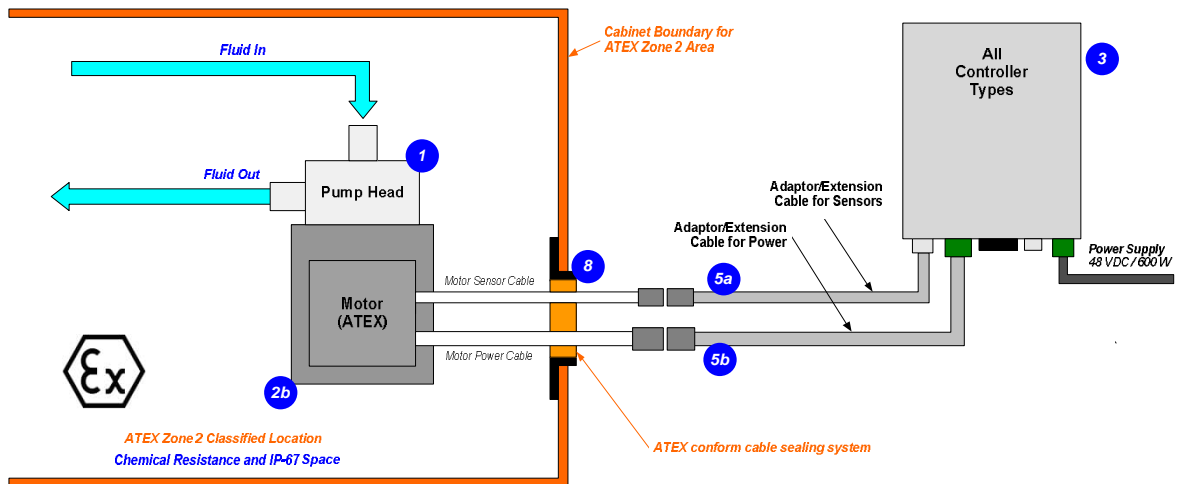 Fluid In
Cabinet Boundary for
ATEX Zone 2 Area
All
Controller
Types
3
1
Fluid Out
Pump Head
Adaptor/Extension
Cable for Sensors
Adaptor/Extension
Cable for Power
Power Supply
48 VDC / 600 W
8
5a
Motor Sensor Cable
Motor
(ATEX)
Motor Power Cable
5b
Ex
2b
ATEX Zone 2 Classified Location
Chemical Resistance and IP-67 Space
ATEX conform cable sealing system